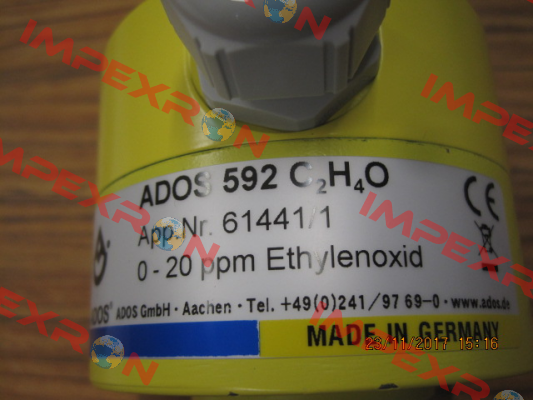 ADOS 592 C₂H₄O
App.Nr. 61441/1
0 - 20 ppm Ethylenoxid
ADOS® ADOS GmbH · Aachen · Tel. +49(0)241/97 69-0 · www.ados.de
MADE IN GERMANY
23/11/2017 15:16
CE
IMPEXRON
IMPEXRON
IMPEXRON
IMPEXRON
IMPEXRON